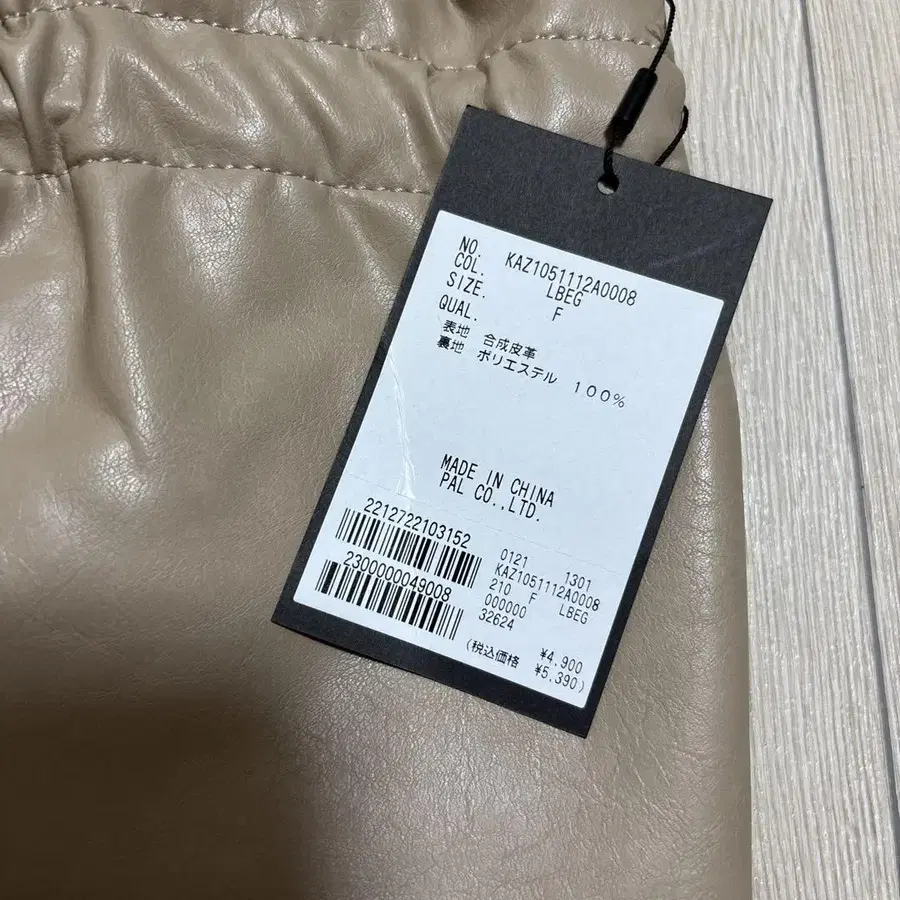 NO. KAZ1051112A0008
COL. LBEG
SIZE. F
QUAL.
表地 合成皮革
裏地 ポリエステル 100%
MADE IN CHINA
PAL CO.,LTD.
2212722103152
2300000049008
0121 1301
KAZ1051112A0008
210 F LBEG
000000
32624
¥4.900
(税込価格 ¥5.390)